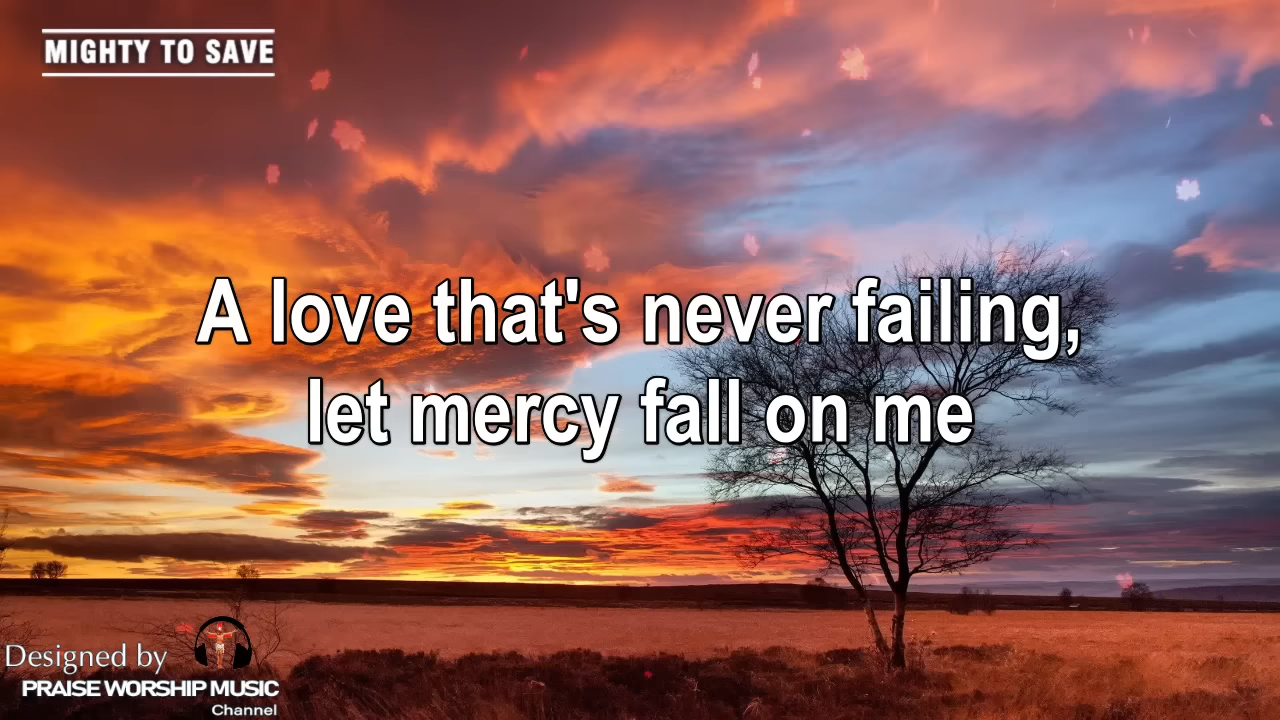 MIGHTY TO SAVE
A love that's never failing,
let mercy fall on me
Designed by
PRAISE WORSHIP MUSIC
Channel